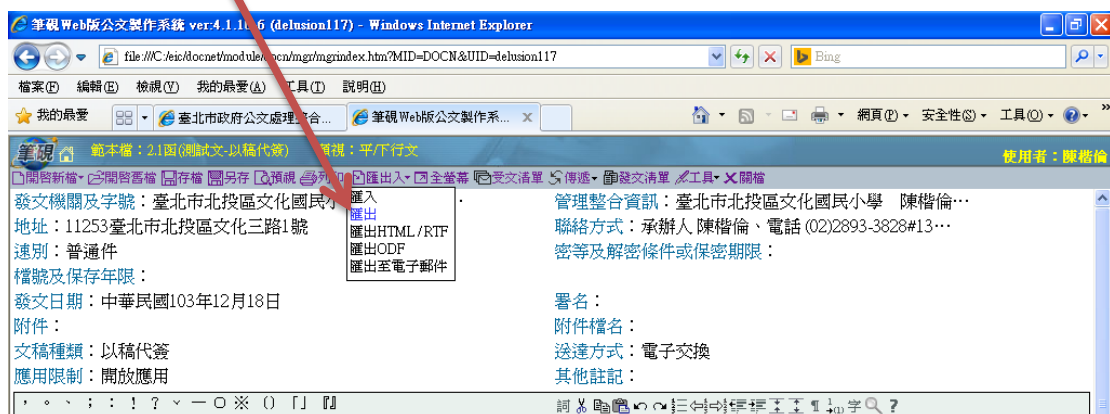 筆硯Web版公文製作系統 ver:4.1.1 6 (delusion117) - Windows Internet Explorer
file:///C:/eic/docnet/module/ cn/mgr/mgrindex.htm?MID=DOCN&UID=delusion117
Bing
檔案(F) 編輯(E) 檢視(V) 我的最愛(A) 工具(T) 說明(H)
我的最愛 臺北市政府公文處理 合... 筆硯Web版公文製作系... X 網頁(P) 安全性(S) 工具(O)
筆硯 範本檔：2.1函(測試文-以稿代簽) 預視：平/下行文 使用者：陳楷倫
開啓新檔 開啓舊檔 存檔 另存 預視 列印 匯出入 全螢幕 受文清單 傳遞 發文清單 工具 關檔
發文機關及字號：臺北市北投區文化國民小 管理整合資訊：臺北市北投區文化國民小學 陳楷倫…
匯入
匯出
匯出HTML/RTF
匯出ODF
匯出至電子郵件
地址：11253臺北市北投區文化三路1號 聯絡方式：承辦人 陳楷倫、電話 (02)2893-3828#13…
速別：普通件 密等及解密條件或保密期限：
檔號及保存年限：
發文日期：中華民國103年12月18日 署名：
附件： 附件檔名：
文稿種類：以稿代簽 送達方式：電子交換
應用限制：開放應用 其他註記：
，。、；：！？ˇ—○※（）「」『』 詞 字 ?